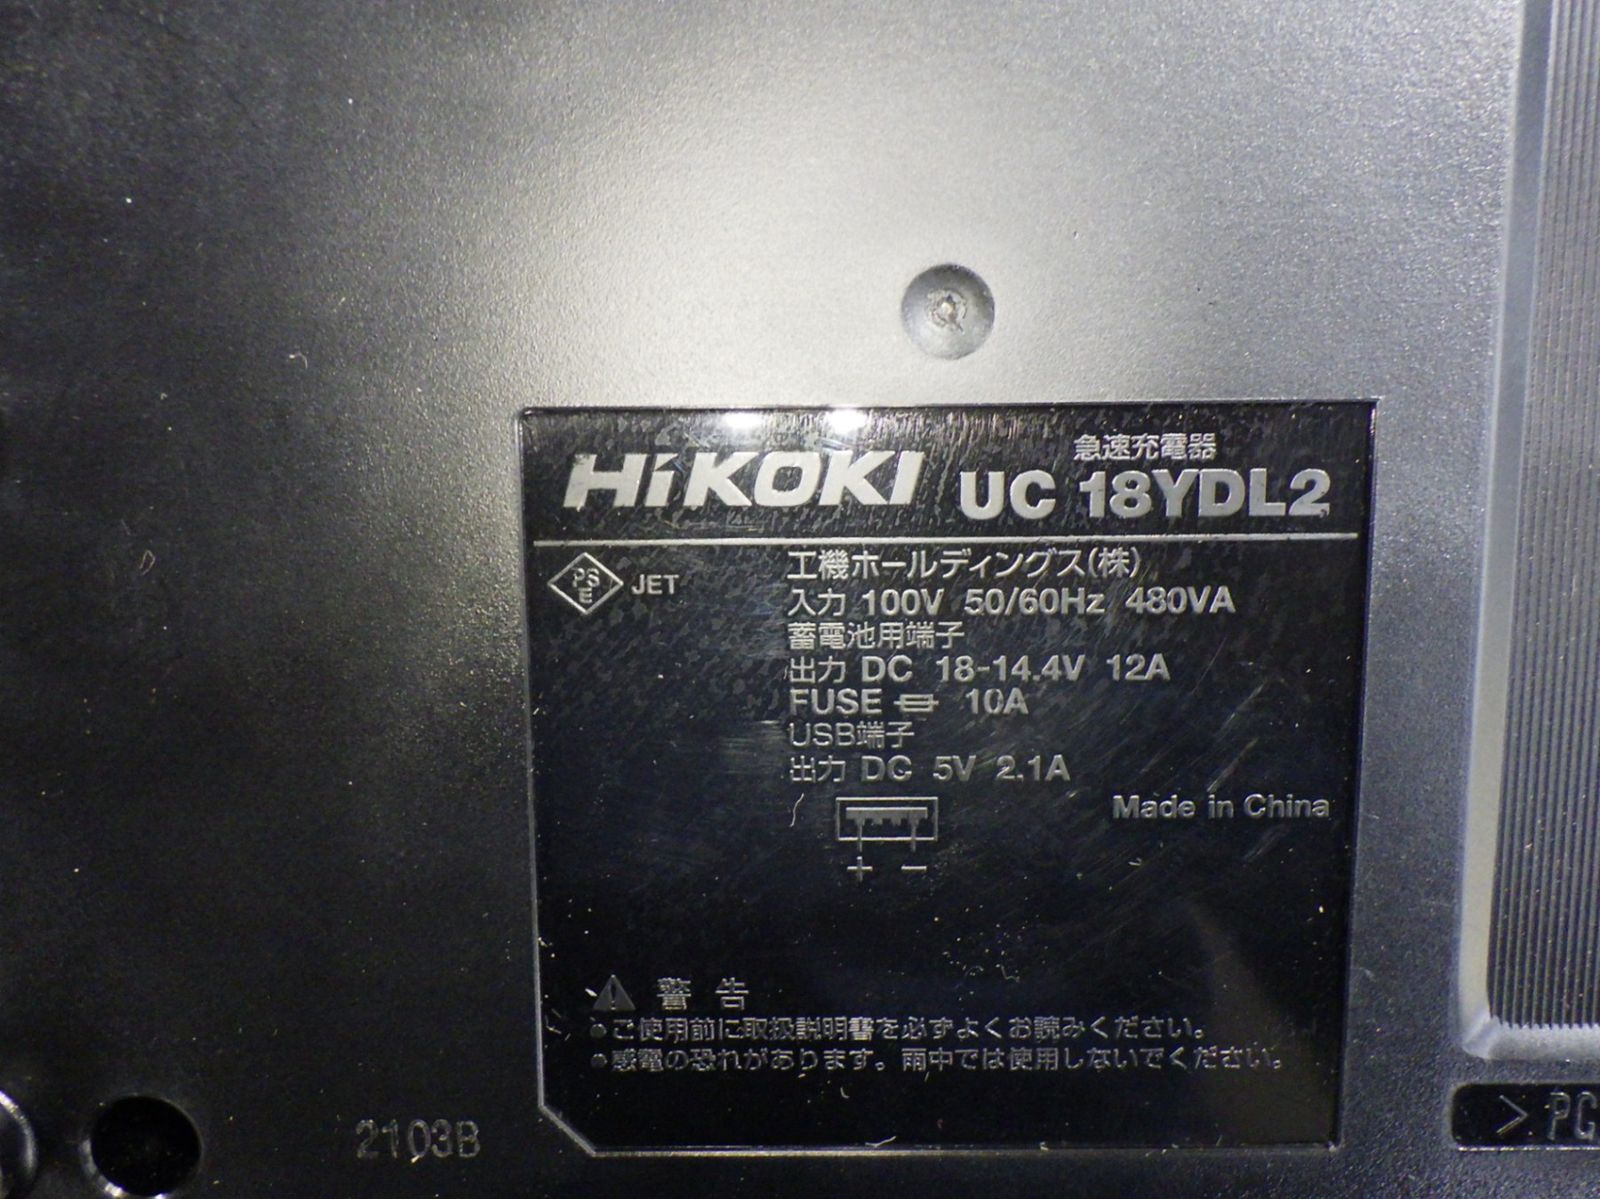 HiKOKI
急速充電器
UC 18YDL2
PS
E
JET
工機ホールディングス(株)
入力 100V 50/60Hz 480VA
蓄電池用端子
出力 DC 18-14.4V 12A
FUSE 10A
USB端子
出力 DC 5V 2.1A
Made in China
+ −
警告
●ご使用前に取扱説明書を必ずよくお読みください。
●感電の恐れがあります。雨中では使用しないでください。
2103B
>PC